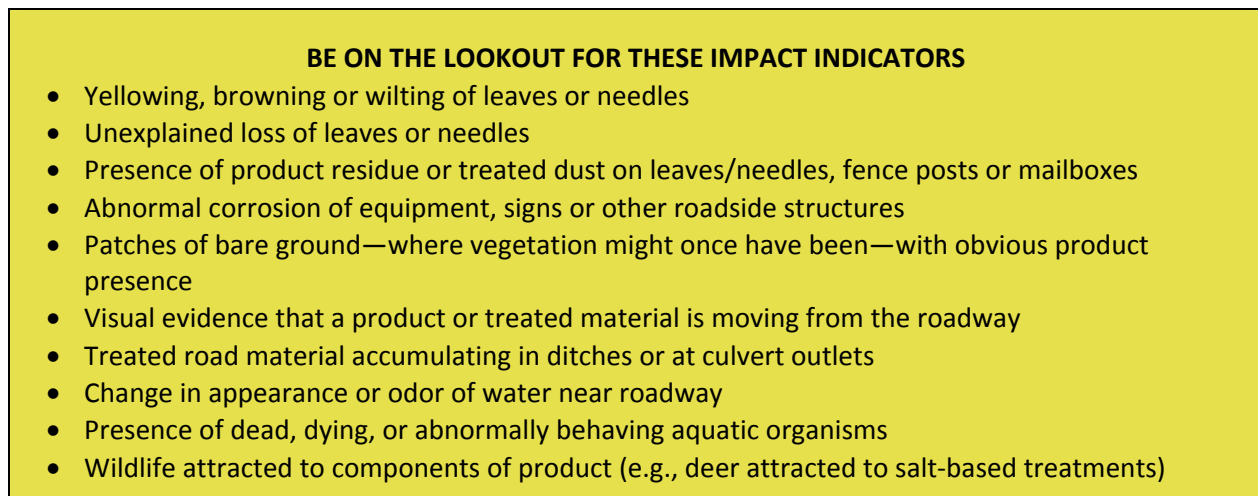 BE ON THE LOOKOUT FOR THESE IMPACT INDICATORS
• Yellowing, browning or wilting of leaves or needles
• Unexplained loss of leaves or needles
• Presence of product residue or treated dust on leaves/needles, fence posts or mailboxes
• Abnormal corrosion of equipment, signs or other roadside structures
• Patches of bare ground—where vegetation might once have been—with obvious product
presence
• Visual evidence that a product or treated material is moving from the roadway
• Treated road material accumulating in ditches or at culvert outlets
• Change in appearance or odor of water near roadway
• Presence of dead, dying, or abnormally behaving aquatic organisms
• Wildlife attracted to components of product (e.g., deer attracted to salt-based treatments)